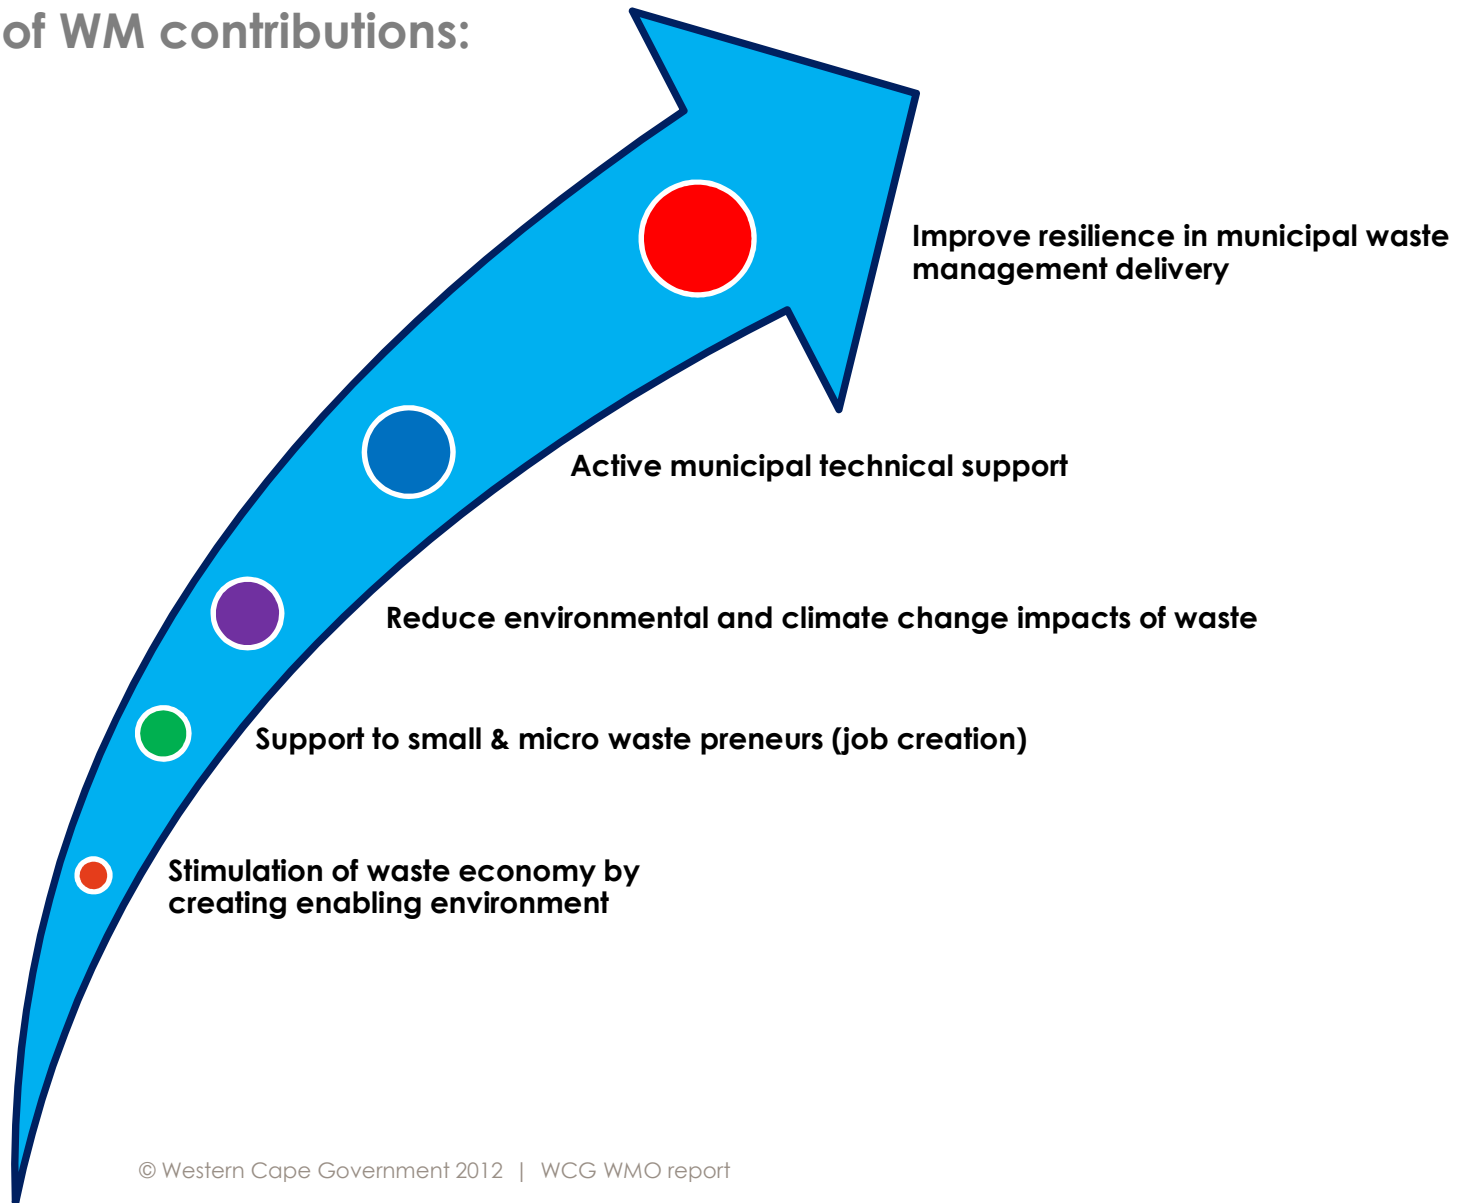 of WM contributions:
Improve resilience in municipal waste
management delivery
Active municipal technical support
Reduce environmental and climate change impacts of waste
Support to small & micro waste preneurs (job creation)
Stimulation of waste economy by
creating enabling environment
© Western Cape Government 2012 | WCG WMO report